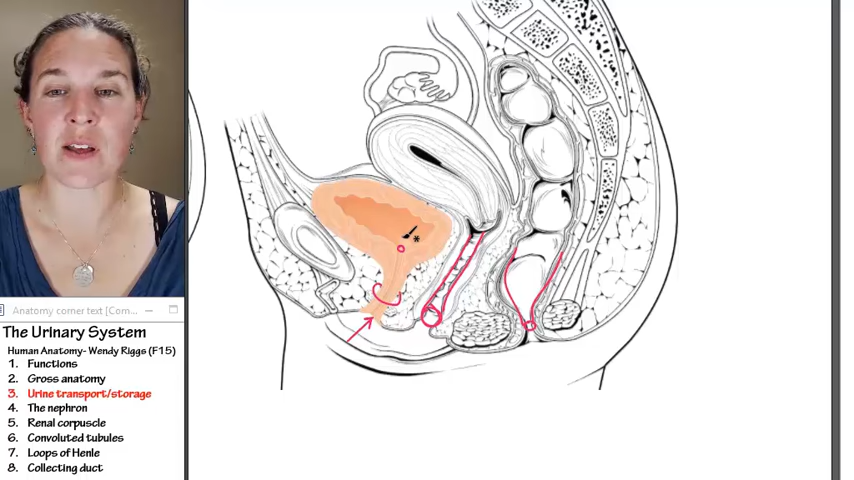 Anatomy corner text [Com...
The Urinary System
Human Anatomy- Wendy Riggs (F15)
1. Functions
2. Gross anatomy
3. Urine transport/storage
4. The nephron
5. Renal corpuscle
6. Convoluted tubules
7. Loops of Henle
8. Collecting duct